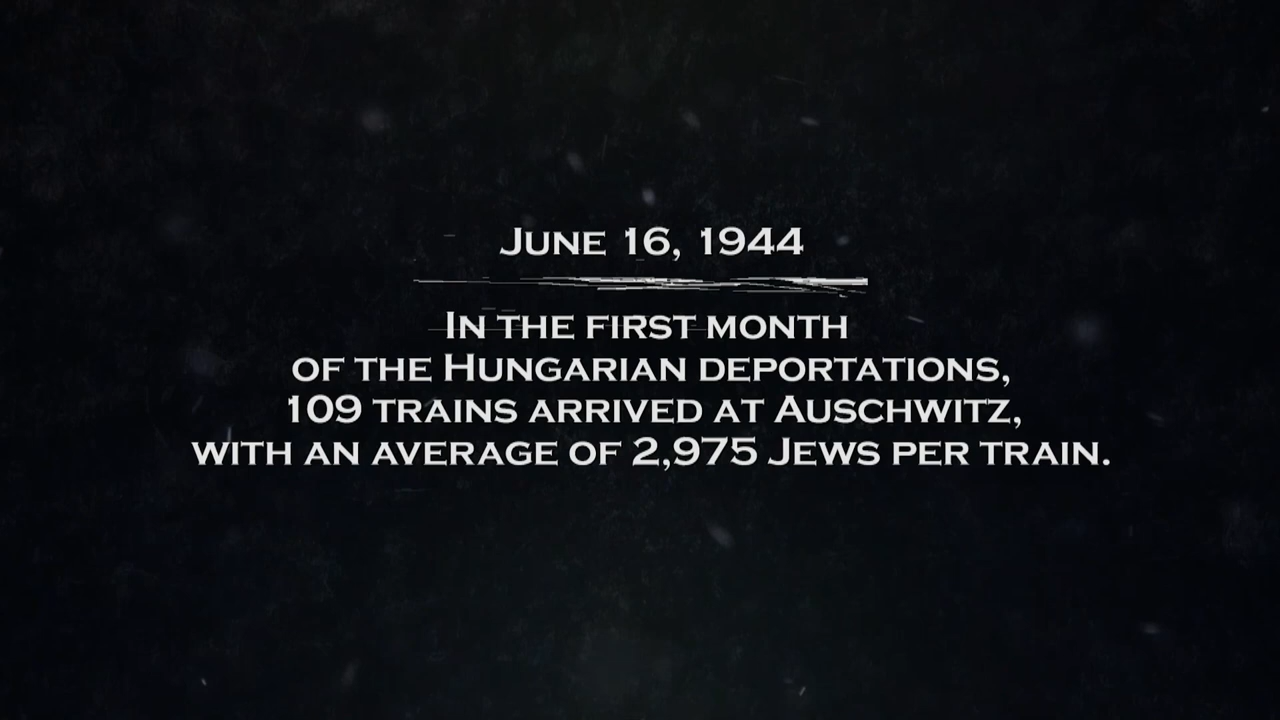 June 16, 1944
In the first month
of the Hungarian deportations,
109 trains arrived at Auschwitz,
with an average of 2,975 Jews per train.